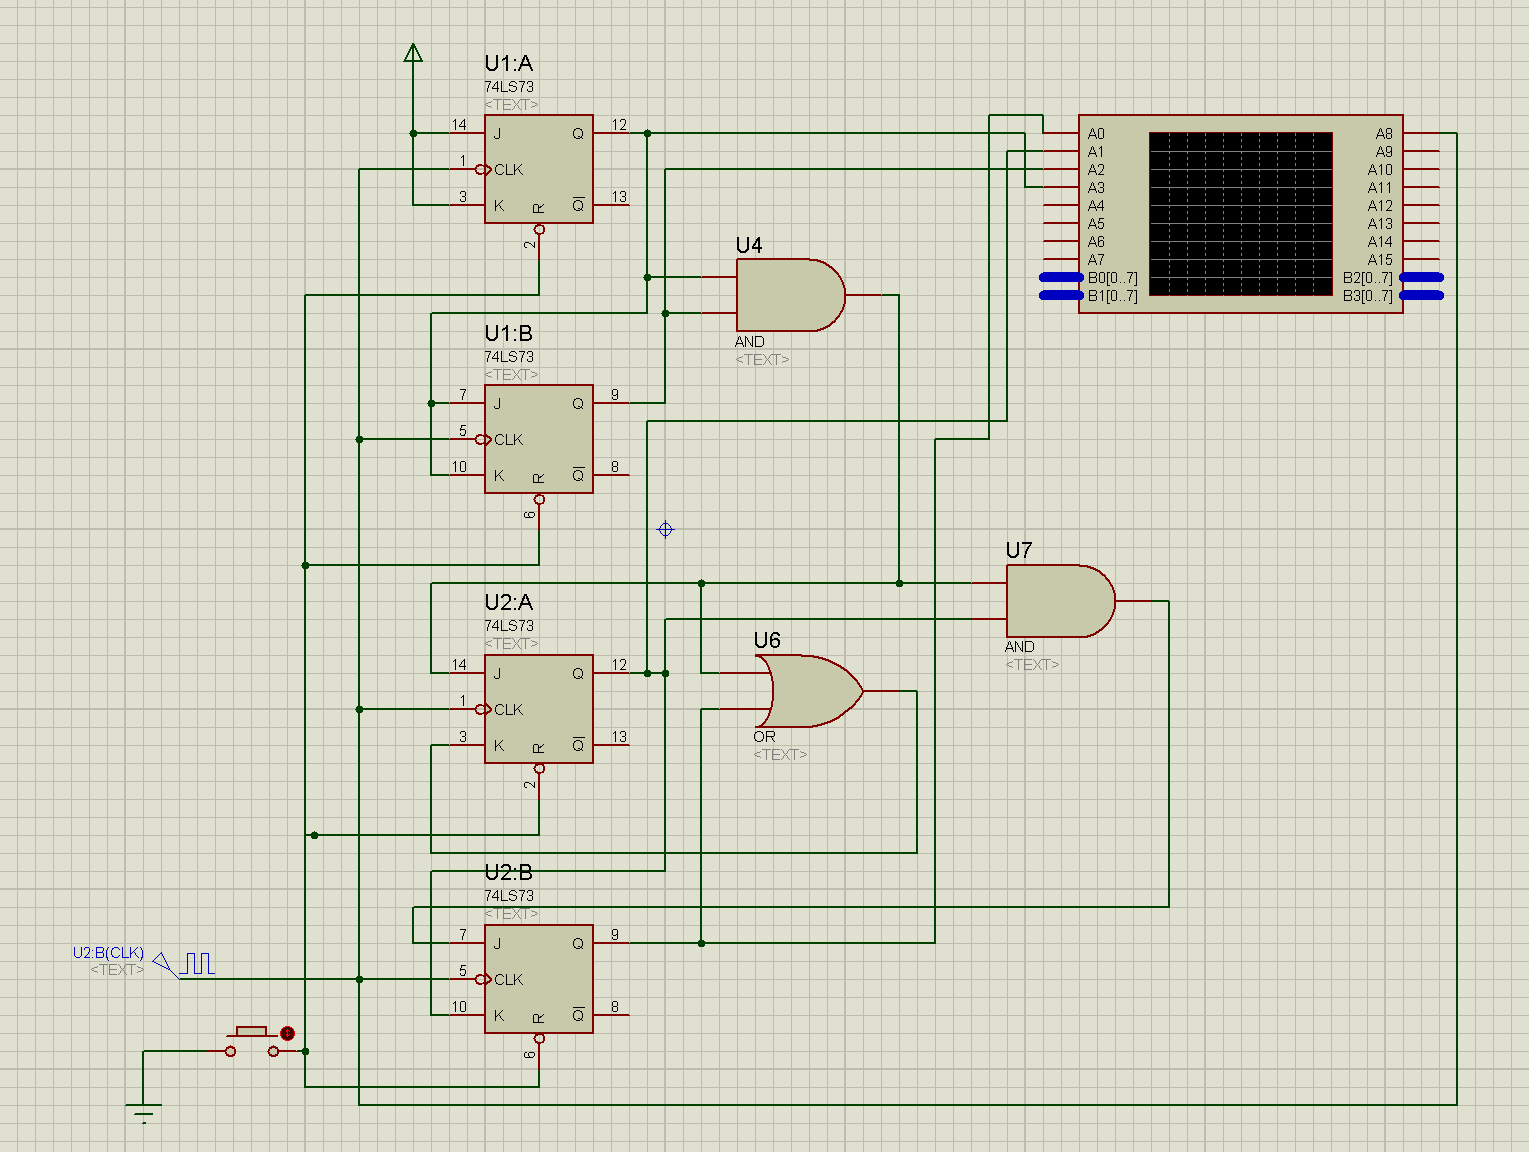 U1:A
74LS73
<TEXT>
14
J
Q
12
1
CLK
3
K
R
Q
13
2
A0
A1
A2
A3
A4
A5
A6
A7
B0[0..7]
B1[0..7]
A8
A9
A10
A11
A12
A13
A14
A15
B2[0..7]
B3[0..7]
U4
AND
<TEXT>
U1:B
74LS73
<TEXT>
7
J
Q
9
5
CLK
10
K
R
Q
8
6
U7
AND
<TEXT>
U2:A
74LS73
<TEXT>
14
J
Q
12
1
CLK
3
K
R
Q
13
2
U6
OR
<TEXT>
U2:B
74LS73
<TEXT>
7
J
Q
9
5
CLK
10
K
R
Q
8
6
U2:B(CLK)
<TEXT>